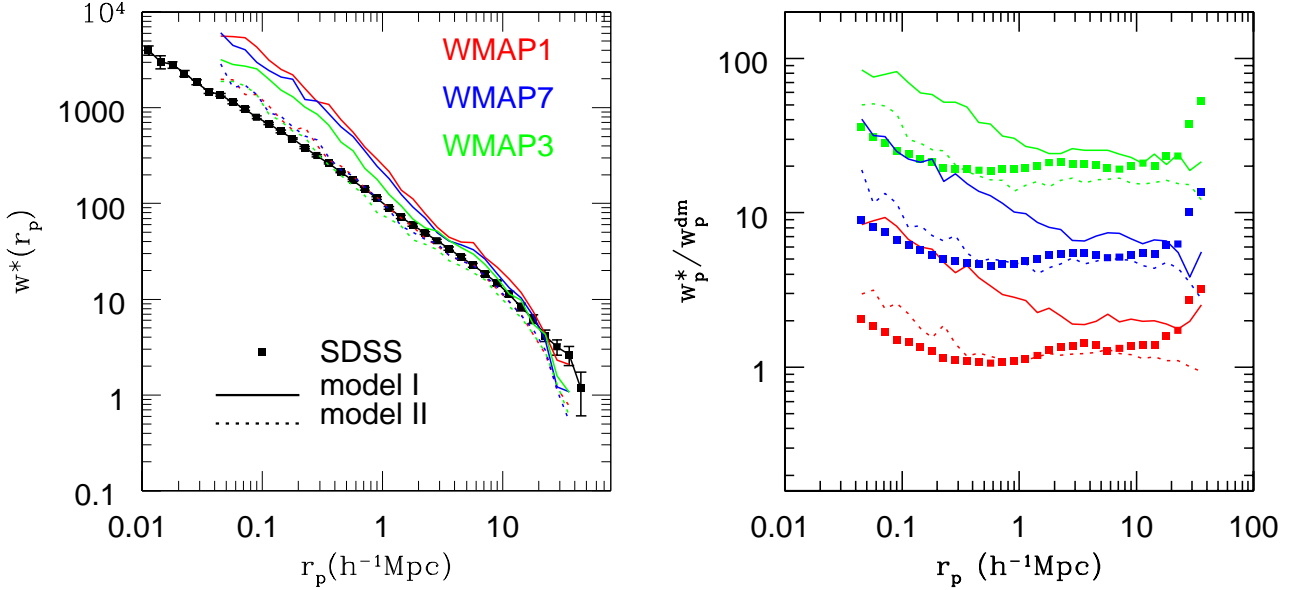 10⁴
1000
100
10
1
0.1
w*(r_p)
WMAP1
WMAP7
WMAP3
SDSS
model I
model II
0.01
0.1
1
10
r_p(h⁻¹Mpc)
100
10
1
w_p*/w_p^dm
0.01
0.1
1
10
100
r_p (h⁻¹Mpc)